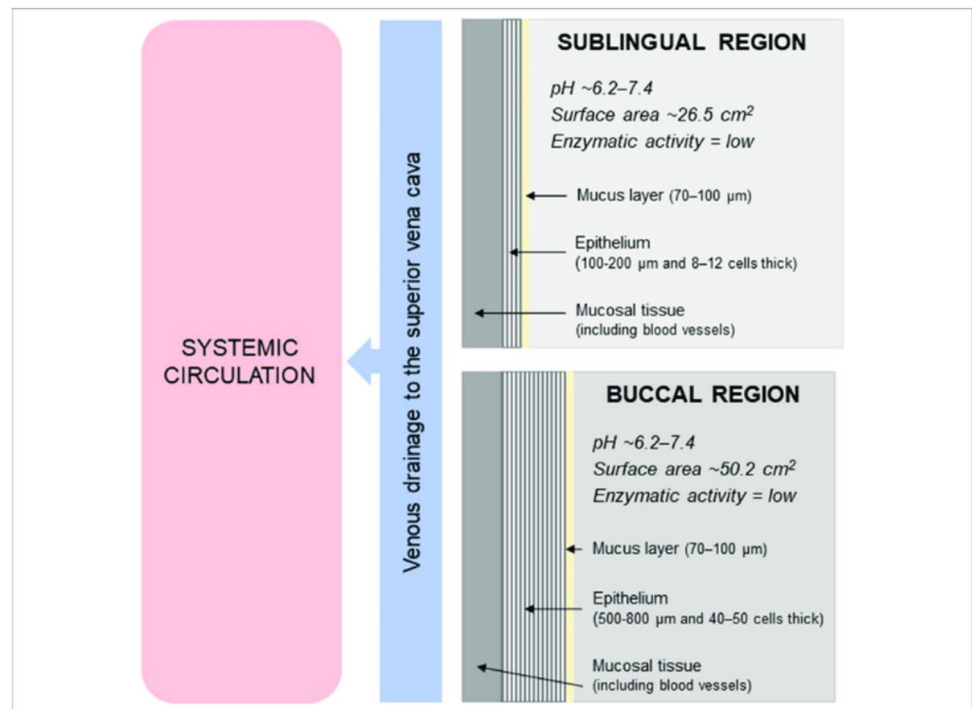 SYSTEMIC
CIRCULATION
Venous drainage to the superior vena cava
SUBLINGUAL REGION
pH ~6.2–7.4
Surface area ~26.5 cm²
Enzymatic activity = low
Mucus layer (70–100 µm)
Epithelium
(100-200 µm and 8–12 cells thick)
Mucosal tissue
(including blood vessels)
BUCCAL REGION
pH ~6.2–7.4
Surface area ~50.2 cm²
Enzymatic activity = low
Mucus layer (70–100 µm)
Epithelium
(500-800 µm and 40–50 cells thick)
Mucosal tissue
(including blood vessels)